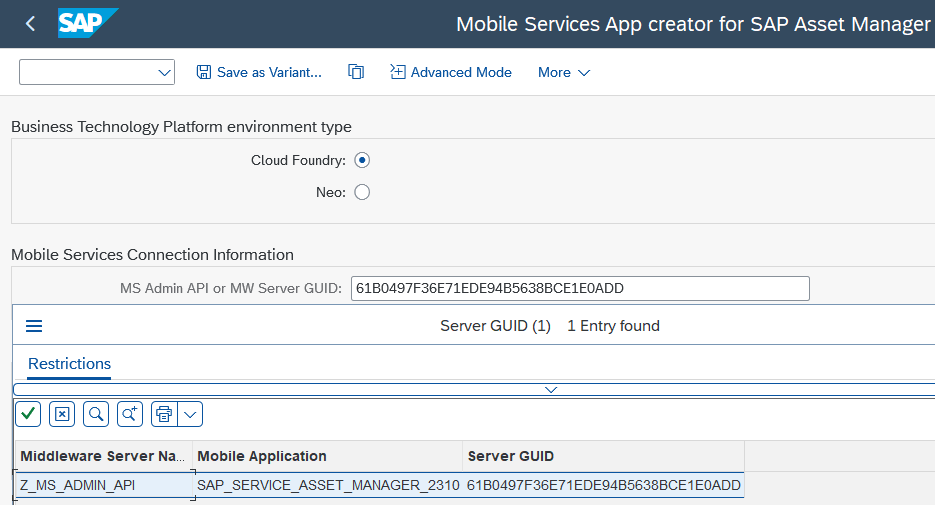 SAP Mobile Services App creator for SAP Asset Manager
Save as Variant... Advanced Mode More
Business Technology Platform environment type
Cloud Foundry:
Neo:
Mobile Services Connection Information
MS Admin API or MW Server GUID: 61B0497F36E71EDE94B5638BCE1E0ADD
Server GUID (1) 1 Entry found
Restrictions
Middleware Server Na... Mobile Application Server GUID
Z_MS_ADMIN_API SAP_SERVICE_ASSET_MANAGER_2310 61B0497F36E71EDE94B5638BCE1E0ADD